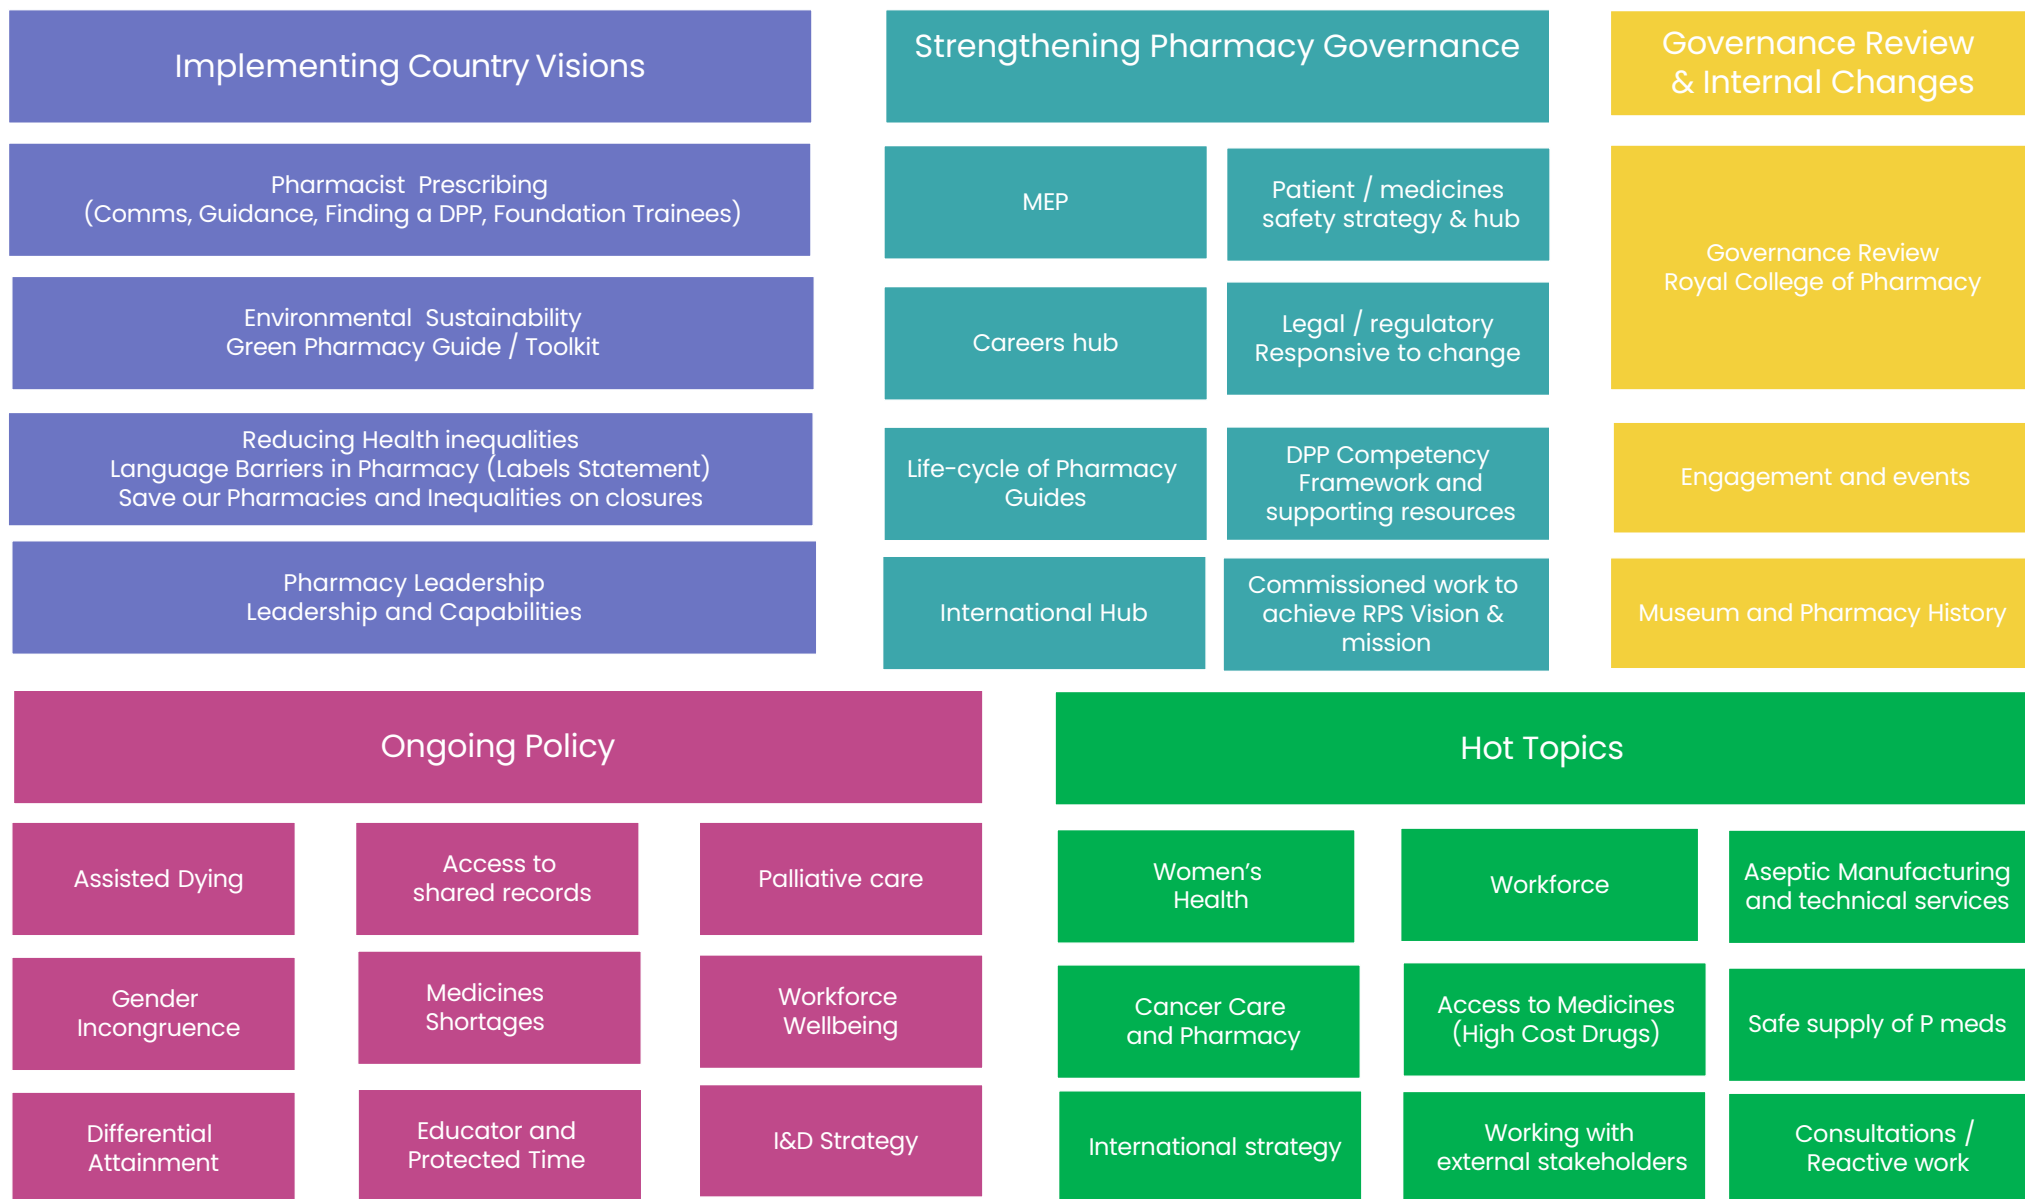 Implementing Country Visions
Pharmacist Prescribing
(Comms, Guidance, Finding a DPP, Foundation Trainees)
Environmental Sustainability
Green Pharmacy Guide / Toolkit
Reducing Health inequalities
Language Barriers in Pharmacy (Labels Statement)
Save our Pharmacies and Inequalities on closures
Pharmacy Leadership
Leadership and Capabilities
Strengthening Pharmacy Governance
MEP
Patient / medicines
safety strategy & hub
Careers hub
Legal / regulatory
Responsive to change
Life-cycle of Pharmacy
Guides
DPP Competency
Framework and
supporting resources
International Hub
Commissioned work to
achieve RPS Vision &
mission
Governance Review
& Internal Changes
Governance Review
Royal College of Pharmacy
Engagement and events
Museum and Pharmacy History
Ongoing Policy
Assisted Dying
Access to
shared records
Palliative care
Gender
Incongruence
Medicines
Shortages
Workforce
Wellbeing
Differential
Attainment
Educator and
Protected Time
I&D Strategy
Hot Topics
Women’s
Health
Workforce
Aseptic Manufacturing
and technical services
Cancer Care
and Pharmacy
Access to Medicines
(High Cost Drugs)
Safe supply of P meds
International strategy
Working with
external stakeholders
Consultations /
Reactive work